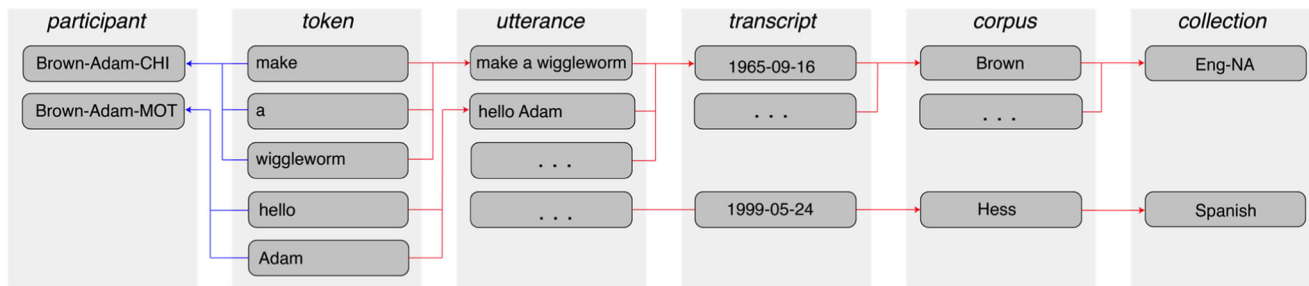 participant
token
utterance
transcript
corpus
collection
Brown-Adam-CHI
make
make a wiggleworm
1965-09-16
Brown
Eng-NA
Brown-Adam-MOT
a
hello Adam
. . .
. . .
wiggleworm
. . .
hello
. . .
1999-05-24
Hess
Spanish
Adam